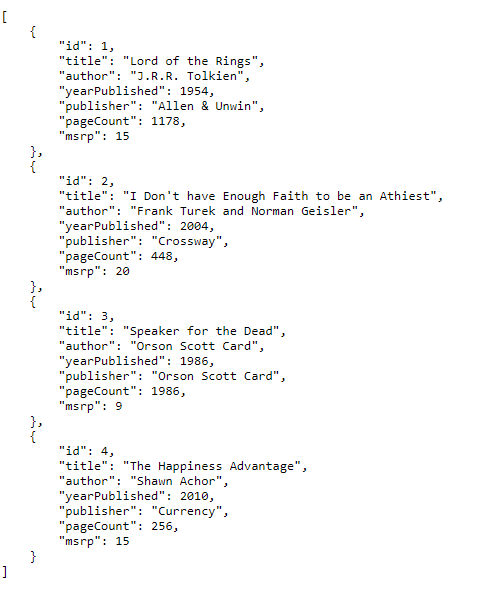 [
    {
        "id": 1,
        "title": "Lord of the Rings",
        "author": "J.R.R. Tolkien",
        "yearPublished": 1954,
        "publisher": "Allen & Unwin",
        "pageCount": 1178,
        "msrp": 15
    },
    {
        "id": 2,
        "title": "I Don't have Enough Faith to be an Athiest",
        "author": "Frank Turek and Norman Geisler",
        "yearPublished": 2004,
        "publisher": "Crossway",
        "pageCount": 448,
        "msrp": 20
    },
    {
        "id": 3,
        "title": "Speaker for the Dead",
        "author": "Orson Scott Card",
        "yearPublished": 1986,
        "publisher": "Orson Scott Card",
        "pageCount": 1986,
        "msrp": 9
    },
    {
        "id": 4,
        "title": "The Happiness Advantage",
        "author": "Shawn Achor",
        "yearPublished": 2010,
        "publisher": "Currency",
        "pageCount": 256,
        "msrp": 15
    }
]